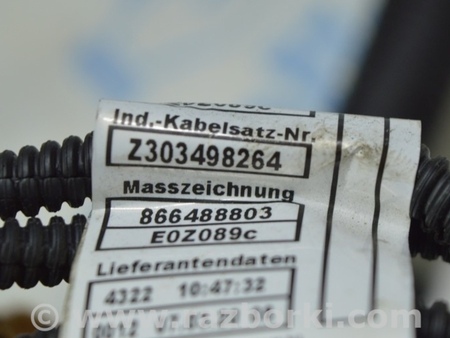 Ind.-Kabelsatz-Nr.
Z303498264
Masszeichnung
866488803
E0Z089c
Lieferantendaten
4322 10:47:32
© www.razborki.com